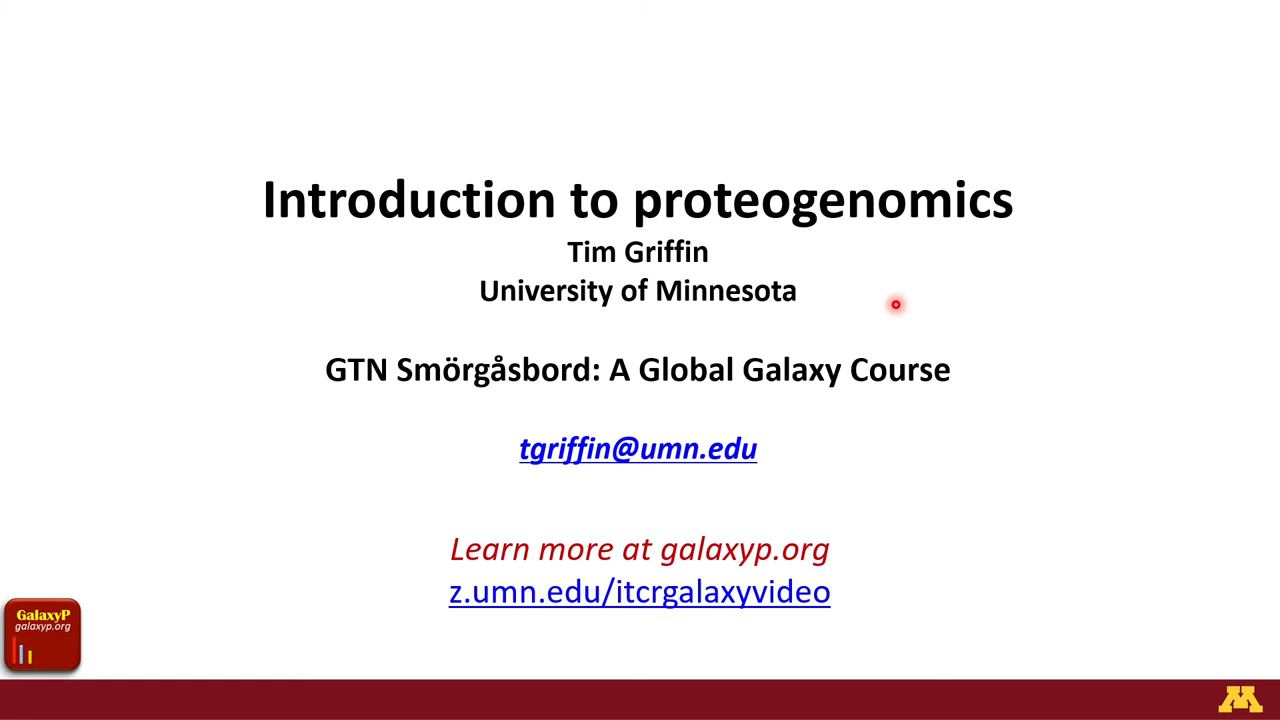 Introduction to proteogenomics
Tim Griffin
University of Minnesota
GTN Smörgåsbord: A Global Galaxy Course
tgriffin@umn.edu
Learn more at galaxyp.org
z.umn.edu/itcrgalaxyvideo
GalaxyP
galaxyp.org
M